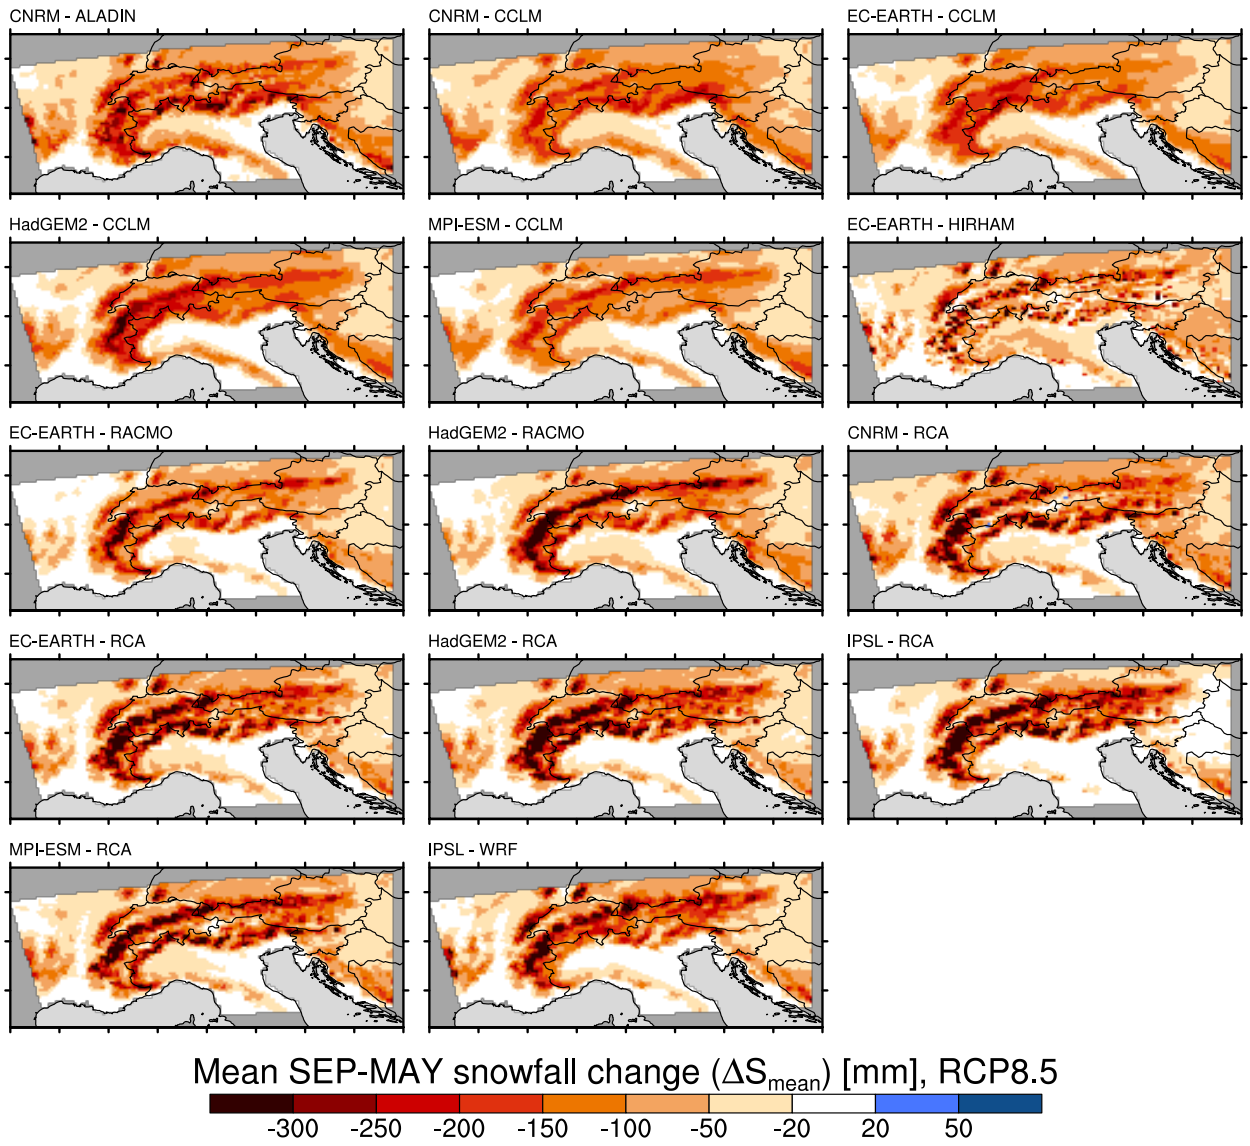 CNRM - ALADIN
CNRM - CCLM
EC-EARTH - CCLM
HadGEM2 - CCLM
MPI-ESM - CCLM
EC-EARTH - HIRHAM
EC-EARTH - RACMO
HadGEM2 - RACMO
CNRM - RCA
EC-EARTH - RCA
HadGEM2 - RCA
IPSL - RCA
MPI-ESM - RCA
IPSL - WRF
Mean SEP-MAY snowfall change (ΔSmean) [mm], RCP8.5
-300 -250 -200 -150 -100 -50 -20 20 50